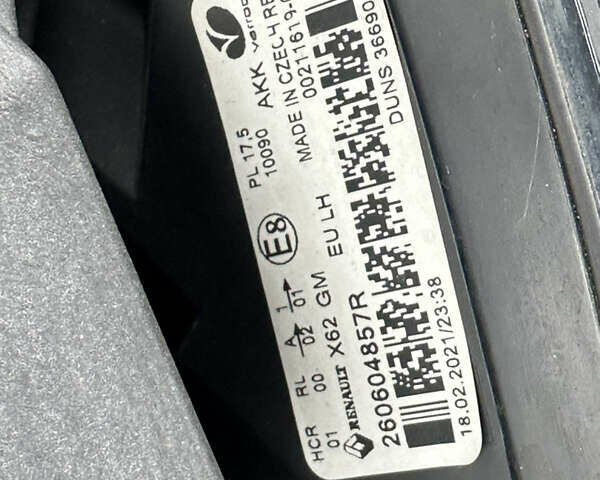 HCR RL A 1 PL 17,5
01 00 02 01 10090 AKK
RENAULT X62 GM E8 EU LH MADE IN CZECH RE
260604857R 00211619
DUNS 36690
18.02.2021/23:38